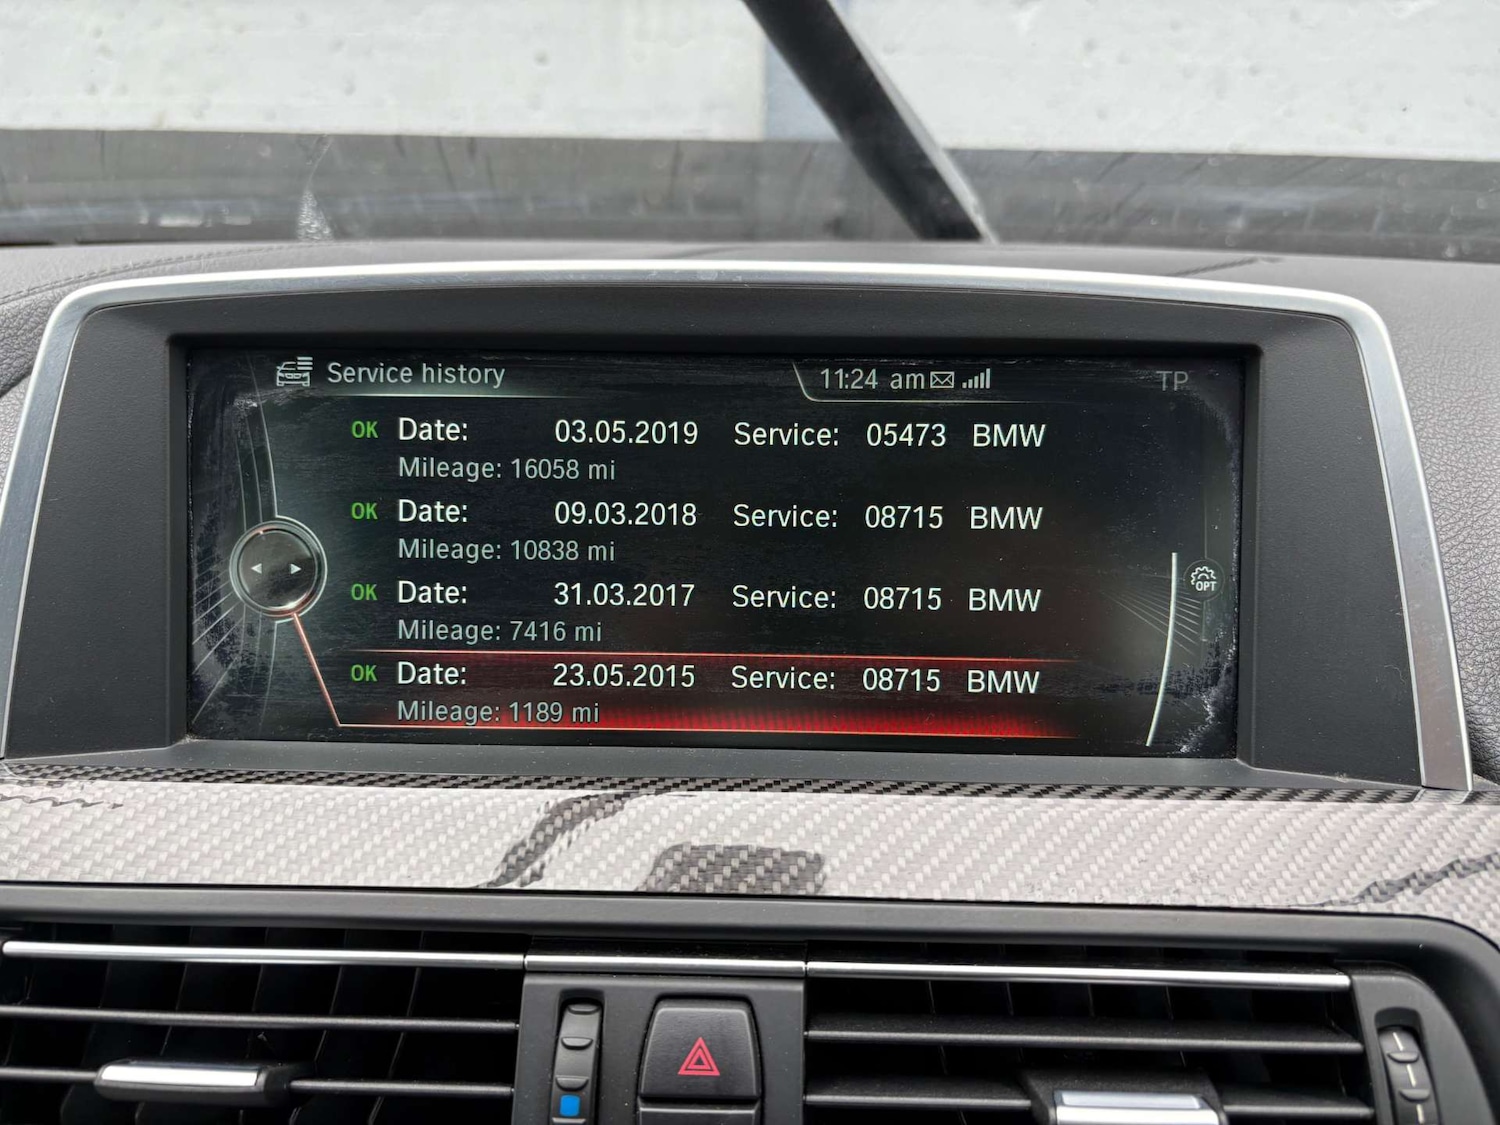 Service history
11:24 am
TP
OK Date: 03.05.2019 Service: 05473 BMW
Mileage: 16058 mi
OK Date: 09.03.2018 Service: 08715 BMW
Mileage: 10838 mi
OK Date: 31.03.2017 Service: 08715 BMW
Mileage: 7416 mi
OPT
OK Date: 23.05.2015 Service: 08715 BMW
Mileage: 1189 mi